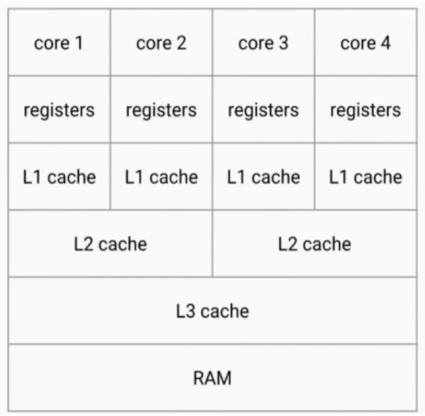 core 1 core 2 core 3 core 4
registers registers registers registers
L1 cache L1 cache L1 cache L1 cache
L2 cache L2 cache
L3 cache
RAM